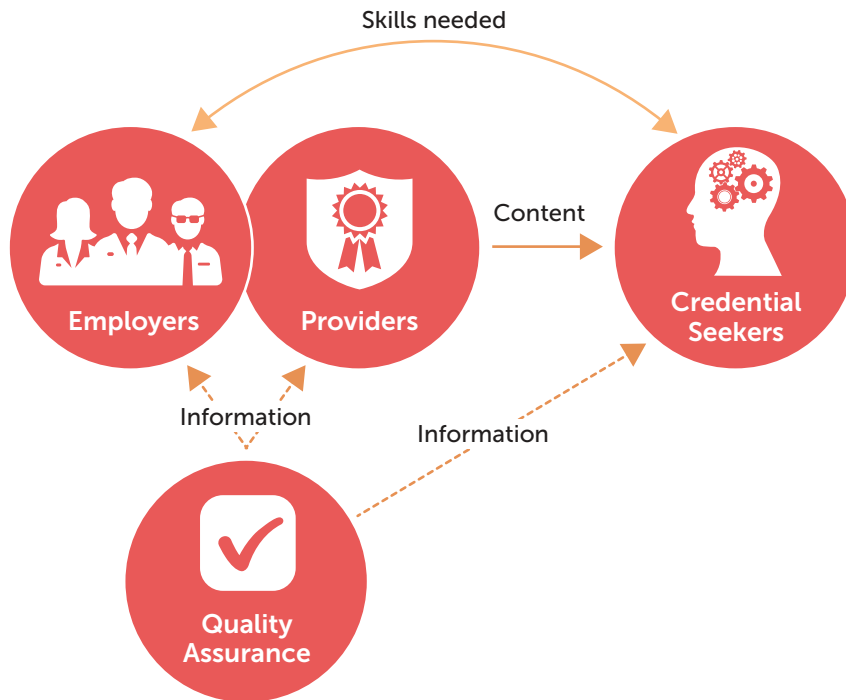 Skills needed
Content
Employers
Providers
Credential
Seekers
Information
Information
Quality
Assurance